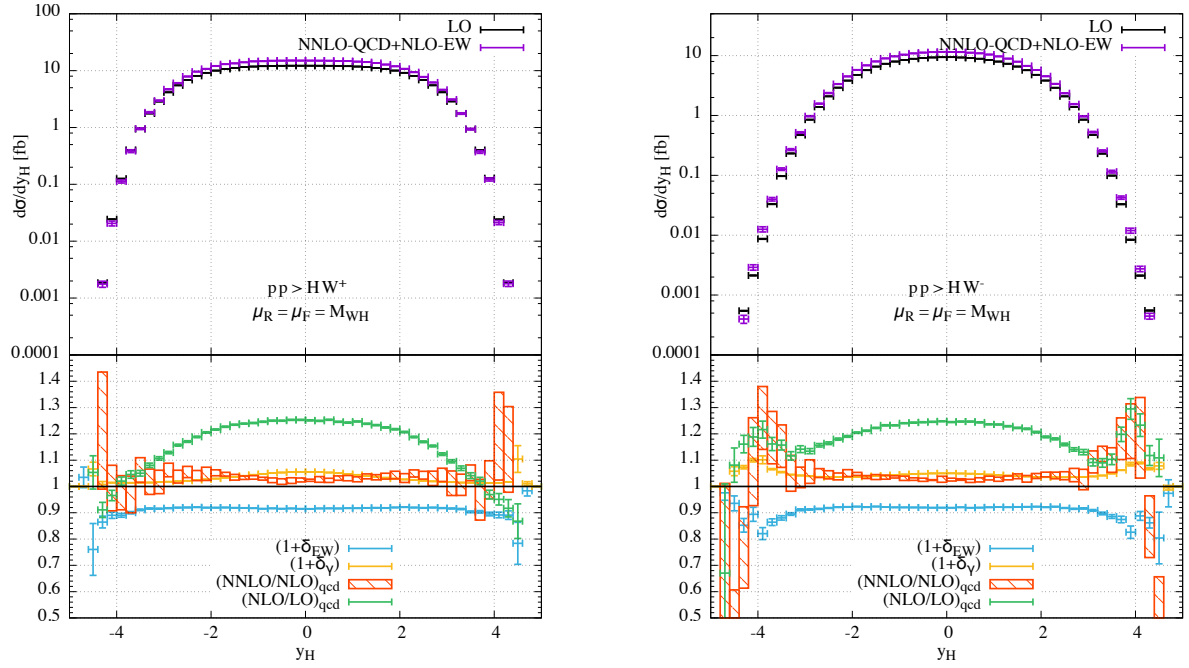 100
10
1
0.1
0.01
0.001
0.0001
dσ/dy_H [fb]
LO
NNLO-QCD+NLO-EW
pp > HW⁺
μ_R = μ_F = M_WH
1.4
1.3
1.2
1.1
1
0.9
0.8
0.7
0.6
0.5
(1+δ_EW)
(1+δ_γ)
(NNLO/NLO)_qcd
(NLO/LO)_qcd
-4 -2 0 2 4
y_H
10
1
0.1
0.01
0.001
0.0001
dσ/dy_H [fb]
LO
NNLO-QCD+NLO-EW
pp > HW⁻
μ_R = μ_F = M_WH
1.4
1.3
1.2
1.1
1
0.9
0.8
0.7
0.6
0.5
(1+δ_EW)
(1+δ_γ)
(NNLO/NLO)_qcd
(NLO/LO)_qcd
-4 -2 0 2 4
y_H